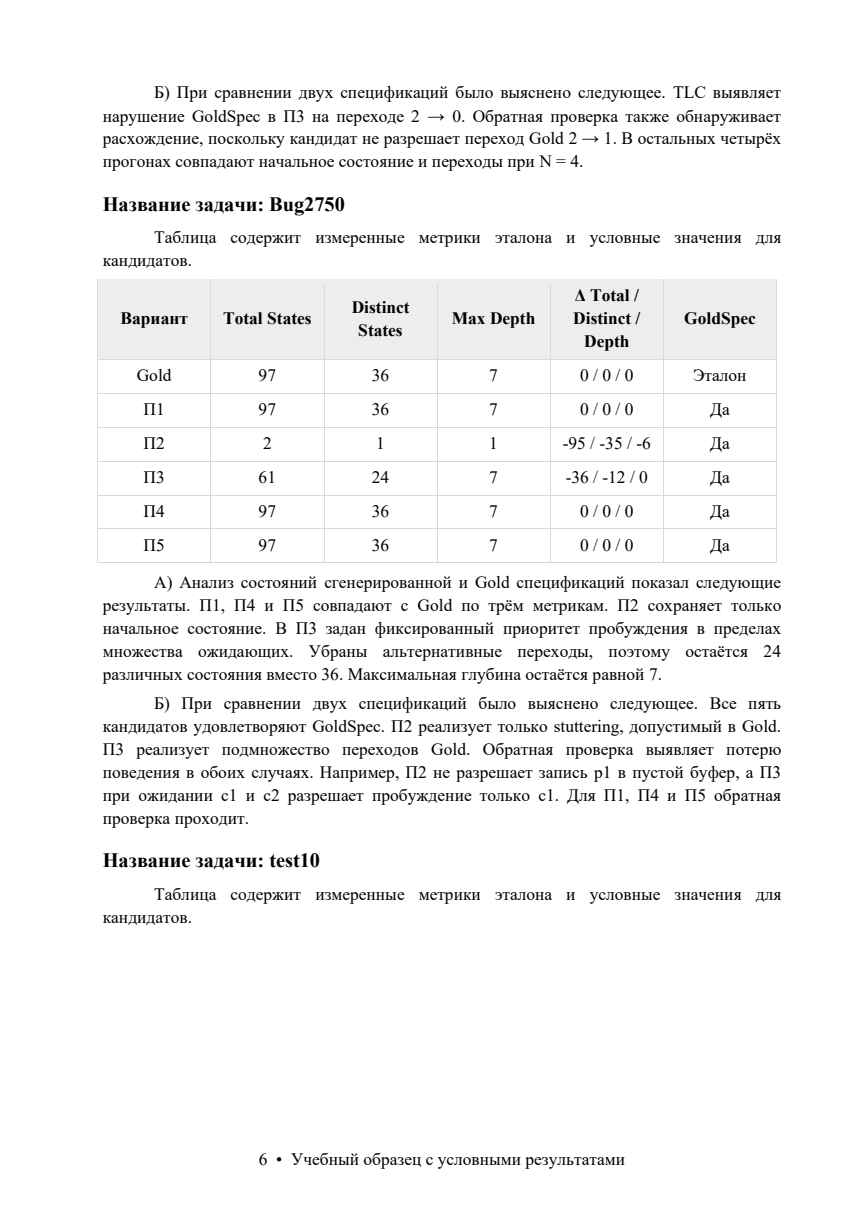 Б) При сравнении двух спецификаций было выяснено следующее. TLC выявляет
нарушение GoldSpec в П3 на переходе 2 → 0. Обратная проверка также обнаруживает
расхождение, поскольку кандидат не разрешает переход Gold 2 → 1. В остальных четырёх
прогонах совпадают начальное состояние и переходы при N = 4.
Название задачи: Bug2750
Таблица содержит измеренные метрики эталона и условные значения для
кандидатов.
Вариант Total States Distinct States Max Depth Δ Total / Distinct / Depth GoldSpec
Gold 97 36 7 0 / 0 / 0 Эталон
П1 97 36 7 0 / 0 / 0 Да
П2 2 1 1 -95 / -35 / -6 Да
П3 61 24 7 -36 / -12 / 0 Да
П4 97 36 7 0 / 0 / 0 Да
П5 97 36 7 0 / 0 / 0 Да
А) Анализ состояний сгенерированной и Gold спецификаций показал следующие
результаты. П1, П4 и П5 совпадают с Gold по трём метрикам. П2 сохраняет только
начальное состояние. В П3 задан фиксированный приоритет пробуждения в пределах
множества ожидающих. Убраны альтернативные переходы, поэтому остаётся 24
различных состояния вместо 36. Максимальная глубина остаётся равной 7.
Б) При сравнении двух спецификаций было выяснено следующее. Все пять
кандидатов удовлетворяют GoldSpec. П2 реализует только stuttering, допустимый в Gold.
П3 реализует подмножество переходов Gold. Обратная проверка выявляет потерю
поведения в обоих случаях. Например, П2 не разрешает запись p1 в пустой буфер, а П3
при ожидании c1 и c2 разрешает пробуждение только c1. Для П1, П4 и П5 обратная
проверка проходит.
Название задачи: test10
Таблица содержит измеренные метрики эталона и условные значения для
кандидатов.
6 • Учебный образец с условными результатами